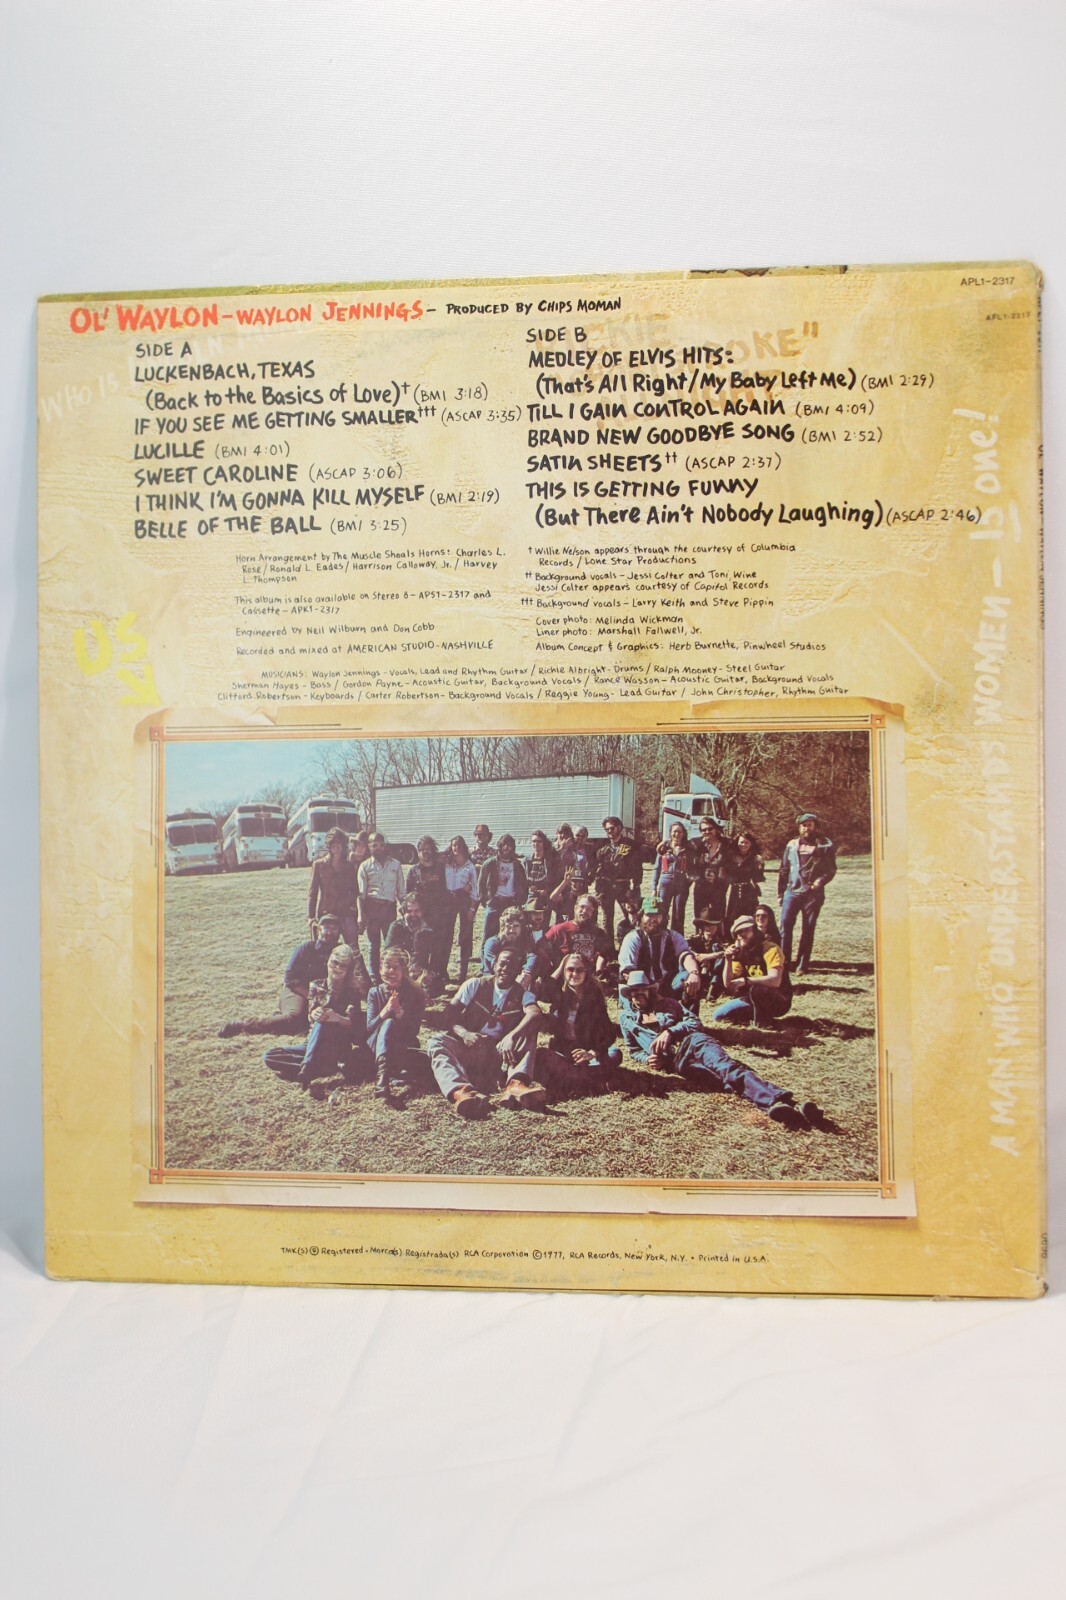 APL1-2317
APL1-2317
OL' WAYLON-WAYLON JENNINGS- PRODUCED BY CHIPS MOMAN
SIDE A
LUCKENBACH, TEXAS
(Back to the Basics of Love)† (BMI 3:18)
IF YOU SEE ME GETTING SMALLER††† (ASCAP 3:35)
LUCILLE (BMI 4:01)
SWEET CAROLINE (ASCAP 3:06)
I THINK I'M GONNA KILL MYSELF (BMI 2:19)
BELLE OF THE BALL (BMI 3:25)
SIDE B
MEDLEY OF ELVIS HITS:
(That's All Right/My Baby Left Me) (BMI 2:29)
TILL I GAIN CONTROL AGAIN (BMI 4:09)
BRAND NEW GOODBYE SONG (BMI 2:52)
SATIN SHEETS†† (ASCAP 2:37)
THIS IS GETTING FUNNY
(But There Ain't Nobody Laughing) (ASCAP 2:46)
Horn Arrangement by The Muscle Shoals Horns: Charles L.
Rose/Ronald L. Eades/Harrison Calloway, Jr./Harvey
L. Thompson
This album is also available on Stereo 8-APS1-2317 and
Cassette-APK1-2317
Engineered by Neil Wilburn and Don Cobb
Recorded and mixed at AMERICAN STUDIO-NASHVILLE
† Willie Nelson appears through the courtesy of Columbia
Records/Lone Star Productions
†† Background vocals-Jessi Colter and Toni Wine
Jessi Colter appears courtesy of Capitol Records
††† Background vocals-Larry Keith and Steve Pippin
Cover photo: Melinda Wickman
Liner photo: Marshall Fallwell, Jr.
Album Concept & Graphics: Herb Burnette, Pinwheel Studios
MUSICIANS: Waylon Jennings-Vocals, Lead and Rhythm Guitar/Richie Albright-Drums/Ralph Mooney-Steel Guitar
Sherman Hayes-Bass/Gordon Payne-Acoustic Guitar, Background Vocals/Rance Wasson-Acoustic Guitar, Background Vocals
Clifford Robertson-Keyboards/Carter Robertson-Background Vocals/Reggie Young-Lead Guitar/John Christopher, Rhythm Guitar
WHO IS
US
A MAN WHO UNDERSTANDS WOMEN-IS ONE!
TMK(S) ® Registered • Marca(s) Registrada(s) RCA Corporation ©1977, RCA Records, New York, N.Y. • Printed in U.S.A.